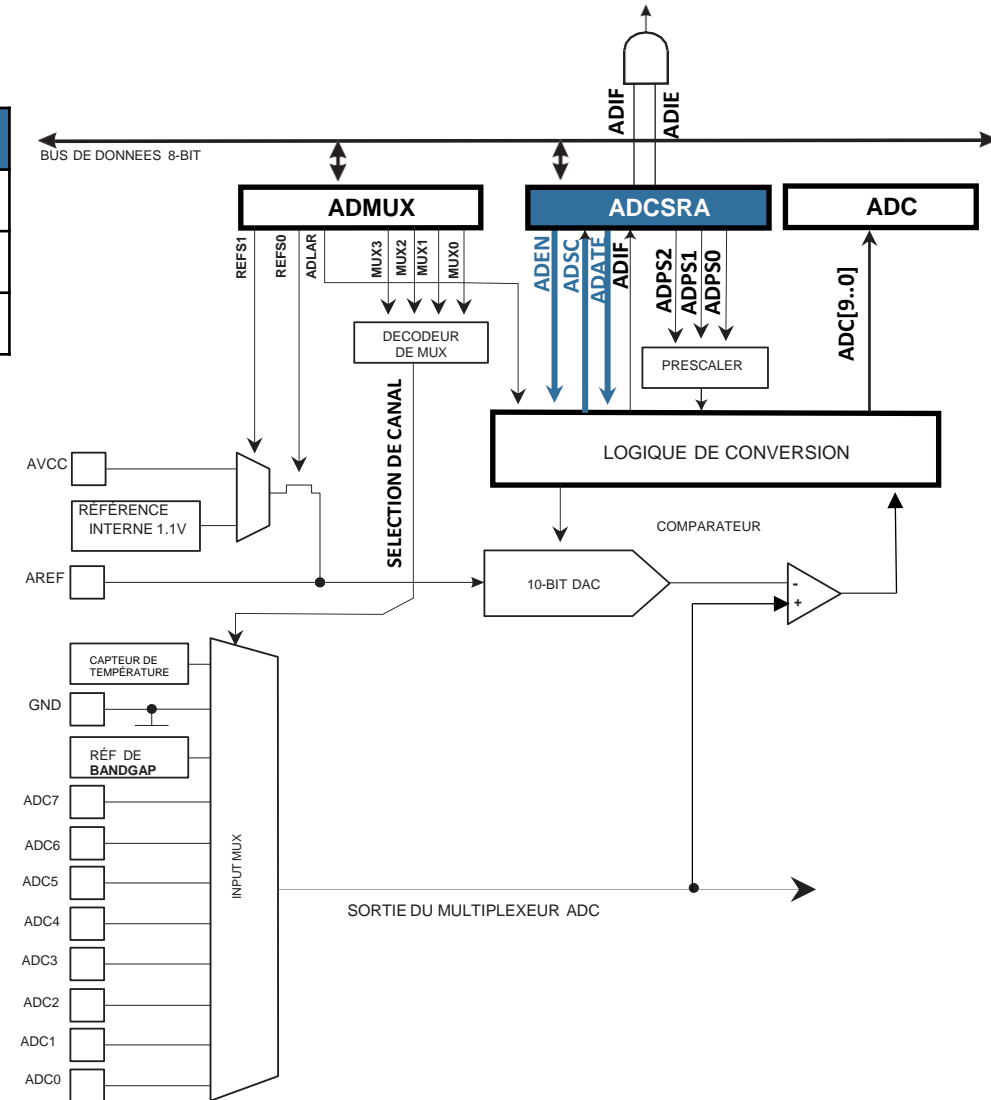 ADIF
ADIE
BUS DE DONNEES 8-BIT
ADMUX
ADCSRA
ADC
REFS1
REFS0
ADLAR
MUX3
MUX2
MUX1
MUX0
ADEN
ADSC
ADATE
ADIF
ADPS2
ADPS1
ADPS0
ADC[9..0]
DECODEUR
DE MUX
PRESCALER
SELECTION DE CANAL
LOGIQUE DE CONVERSION
AVCC
RÉFÉRENCE
INTERNE 1.1V
COMPARATEUR
AREF
10-BIT DAC
-
+
CAPTEUR DE
TEMPÉRATURE
GND
RÉF DE
BANDGAP
ADC7
ADC6
ADC5
ADC4
ADC3
ADC2
ADC1
ADC0
INPUT MUX
SORTIE DU MULTIPLEXEUR ADC